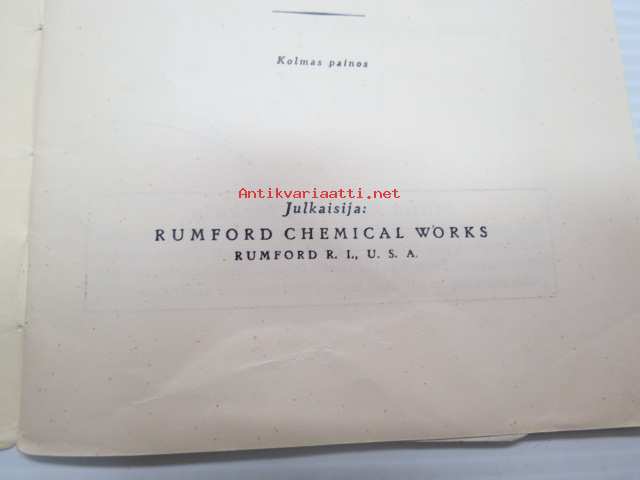 Kolmas painos
Antikvariaatti.net
Julkaisija:
RUMFORD CHEMICAL WORKS
RUMFORD R. I., U. S. A.